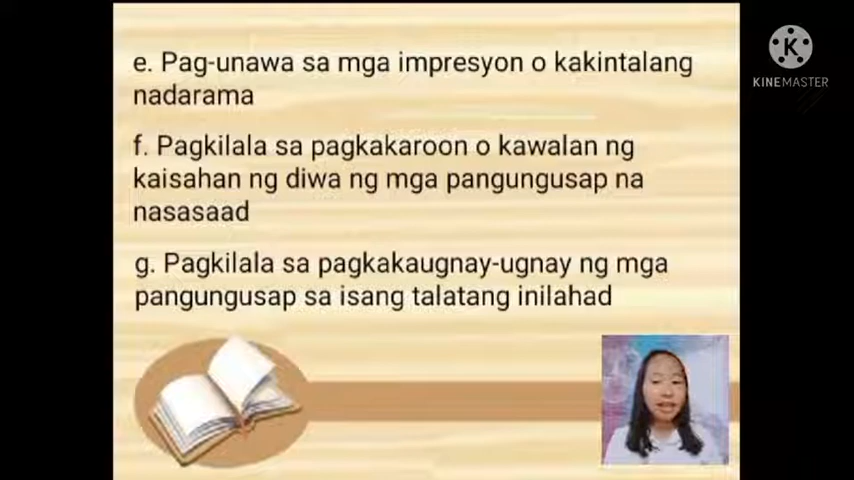 e. Pag-unawa sa mga impresyon o kakintalang
nadarama
f. Pagkilala sa pagkakaroon o kawalan ng
kaisahan ng diwa ng mga pangungusap na
nasasaad
g. Pagkilala sa pagkakaugnay-ugnay ng mga
pangungusap sa isang talatang inilahad
K
KINEMASTER